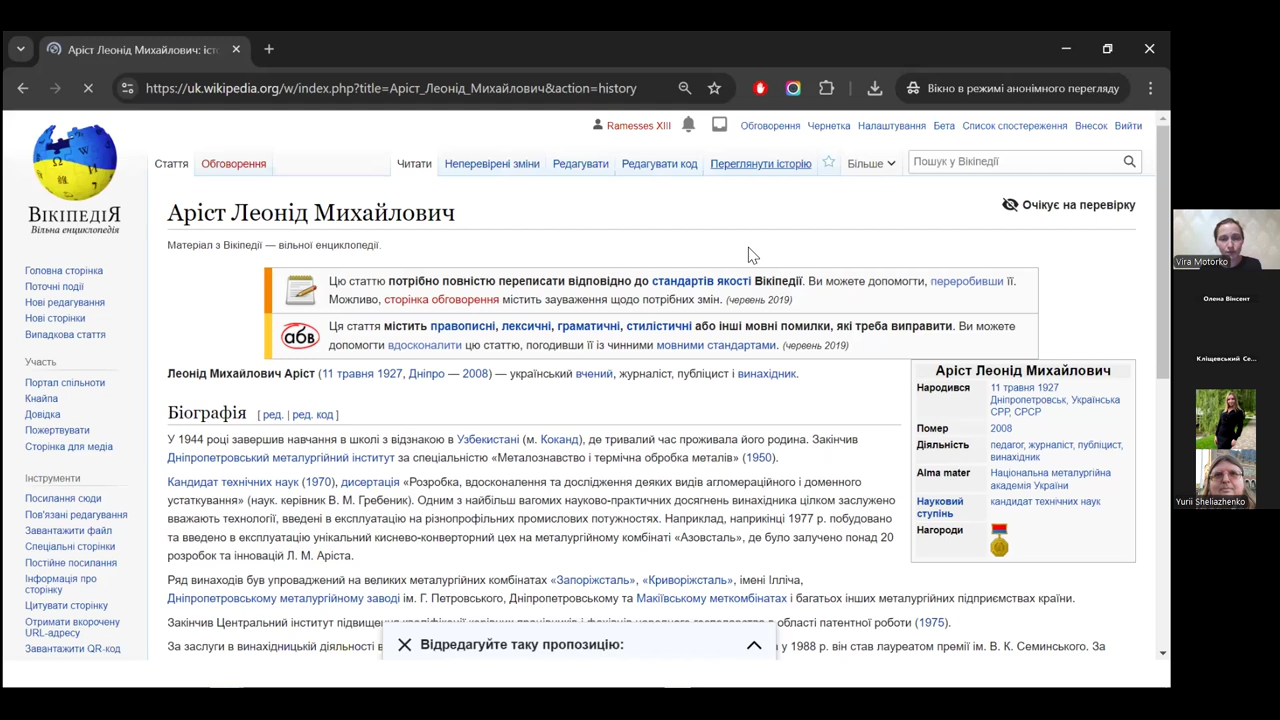 Аріст Леонід Михайлович: істо
https://uk.wikipedia.org/w/index.php?title=Аріст_Леонід_Михайлович&action=history
Вікно в режимі анонімного перегляду
Ramesses XIII Обговорення Чернетка Налаштування Бета Список спостереження Внесок Вийти
Стаття Обговорення Читати Неперевірені зміни Редагувати Редагувати код Переглянути історію Більше Пошук у Вікіпедії
ВІКІПЕДІЯ
Вільна енциклопедія
Головна сторінка
Поточні події
Нові редагування
Нові сторінки
Випадкова стаття
Участь
Портал спільноти
Кнайпа
Довідка
Пожертвувати
Сторінка для медіа
Інструменти
Посилання сюди
Пов'язані редагування
Завантажити файл
Спеціальні сторінки
Постійне посилання
Інформація про
сторінку
Цитувати сторінку
Отримати вкорочену
URL-адресу
Завантажити QR-код
Аріст Леонід Михайлович
Очікує на перевірку
Матеріал з Вікіпедії — вільної енциклопедії.
Цю статтю потрібно повністю переписати відповідно до стандартів якості Вікіпедії. Ви можете допомогти, переробивши її.
Можливо, сторінка обговорення містить зауваження щодо потрібних змін. (червень 2019)
абв
Ця стаття містить правописні, лексичні, граматичні, стилістичні або інші мовні помилки, які треба виправити. Ви можете
допомогти вдосконалити цю статтю, погодивши її із чинними мовними стандартами. (червень 2019)
Леонід Михайлович Аріст (11 травня 1927, Дніпро — 2008) — український вчений, журналіст, публіцист і винахідник.
Біографія [ ред. | ред. код ]
У 1944 році завершив навчання в школі з відзнакою в Узбекистані (м. Коканд), де тривалий час проживала його родина. Закінчив
Дніпропетровський металургійний інститут за спеціальністю «Металознавство і термічна обробка металів» (1950).
Кандидат технічних наук (1970), дисертація «Розробка, вдосконалення та дослідження деяких видів агломераційного і доменного
устаткування» (наук. керівник В. М. Гребеник). Одним з найбільш вагомих науково-практичних досягнень винахідника цілком заслужено
вважають технології, введені в експлуатацію на різнопрофільних промислових потужностях. Наприклад, наприкінці 1977 р. побудовано
та введено в експлуатацію унікальний киснево-конверторний цех на металургійному комбінаті «Азовсталь», де було залучено понад 20
розробок та інновацій Л. М. Аріста.
Ряд винаходів був упроваджений на великих металургійних комбінатах «Запоріжсталь», «Криворіжсталь», імені Ілліча,
Дніпропетровському металургійному заводі ім. Г. Петровського, Дніпропетровському та Макіївському меткомбінатах і багатьох інших металургійних підприємствах країни.
Закінчив Центральний інститут підвищення кваліфікації керівних працівників і фахівців народного господарства в області патентної роботи (1975).
За заслуги в винахідницькій діяльності в у 1988 р. він став лауреатом премії ім. В. К. Семинського. За
Аріст Леонід Михайлович
Народився 11 травня 1927
Дніпропетровськ, Українська
СРР, СРСР
Помер 2008
Діяльність педагог, журналіст, публіцист,
винахідник
Alma mater Національна металургійна
академія України
Науковий
ступінь кандидат технічних наук
Нагороди
Відредагуйте таку пропозицію:
Vira Motorko
Олена Вінсент
Кліщевський Се...
Yurii Sheliazhenko